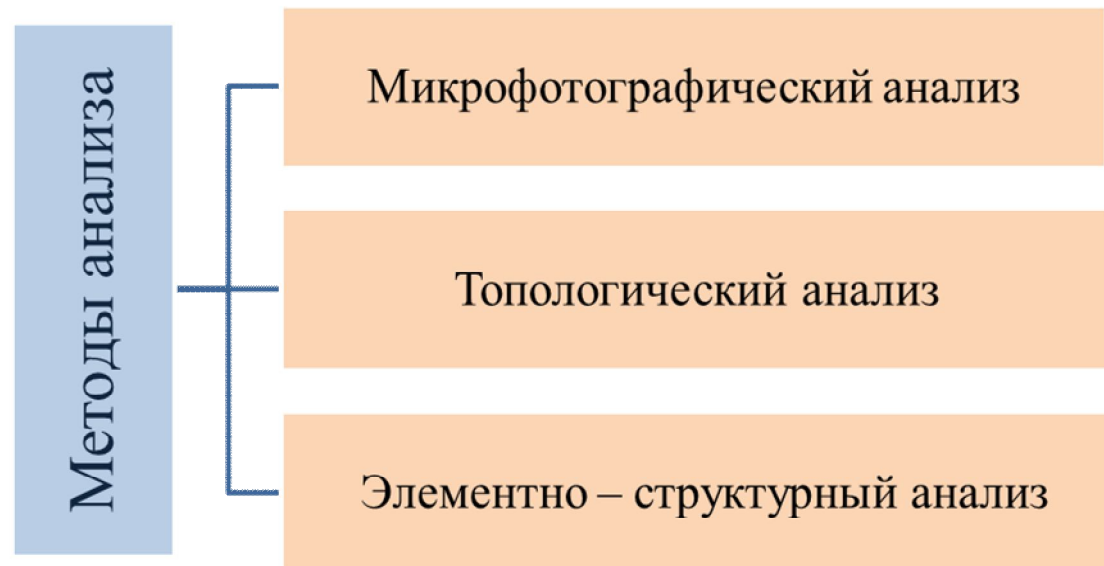 Методы анализа
Микрофотографический анализ
Топологический анализ
Элементно – структурный анализ